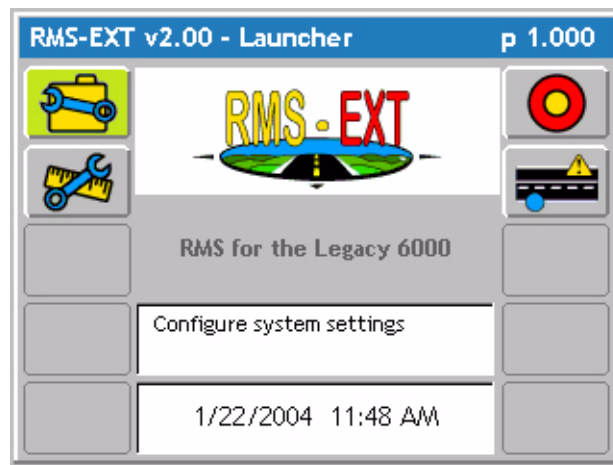 RMS-EXT v2.00 - Launcher p 1.000
RMS - EXT
RMS for the Legacy 6000
Configure system settings
1/22/2004 11:48 AM